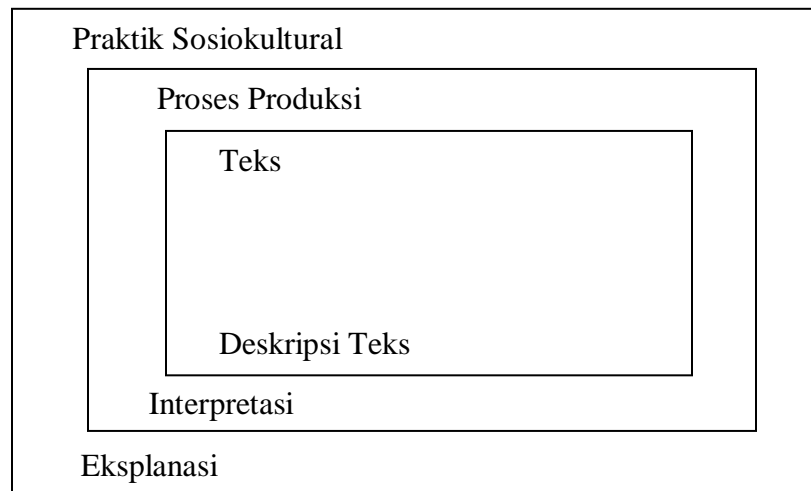 Praktik Sosiokultural
Proses Produksi
Teks
Deskripsi Teks
Interpretasi
Eksplanasi